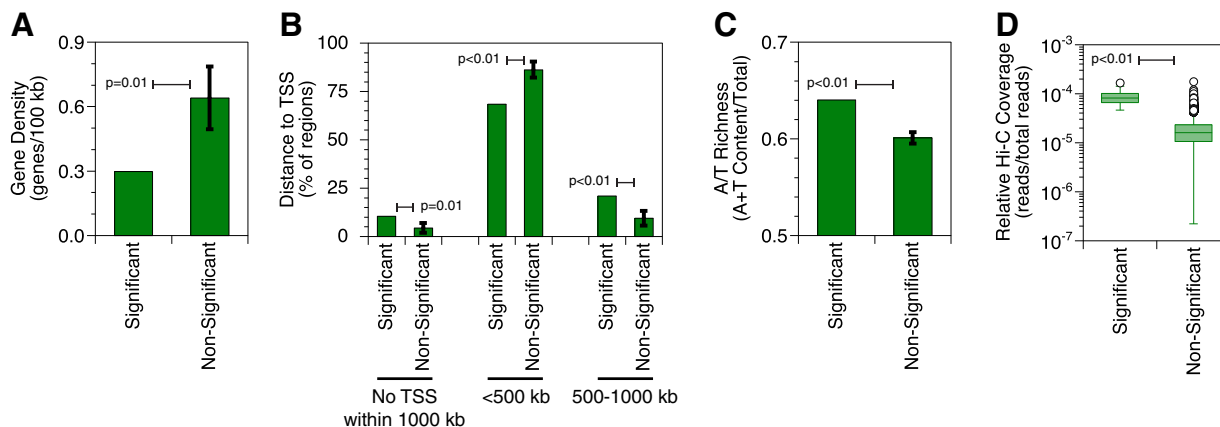 A
Gene Density
(genes/100 kb)
0.9
0.6
0.3
0.0
p=0.01
Significant
Non-Significant
B
Distance to TSS
(% of regions)
100
75
50
25
0
p=0.01
p<0.01
p<0.01
Significant
Non-Significant
Significant
Non-Significant
Significant
Non-Significant
No TSS
within 1000 kb
<500 kb
500-1000 kb
C
A/T Richness
(A+T Content/Total)
0.7
0.6
0.5
p<0.01
Significant
Non-Significant
D
Relative Hi-C Coverage
(reads/total reads)
10⁻³
10⁻⁴
10⁻⁵
10⁻⁶
10⁻⁷
p<0.01
Significant
Non-Significant